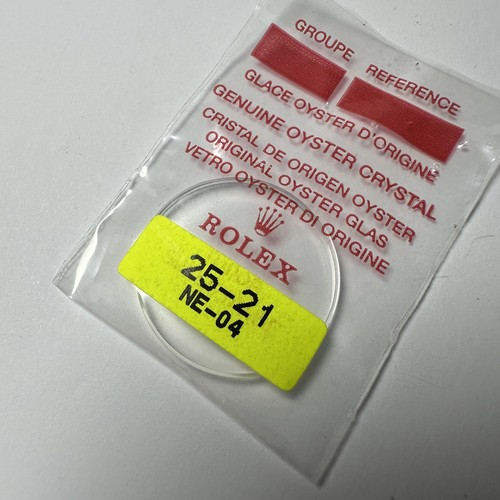 GROUPE REFERENCE
GLACE OYSTER D'ORIGINE
GENUINE OYSTER CRYSTAL
CRISTAL DE ORIGEN OYSTER
ORIGINAL OYSTER GLAS
VETRO OYSTER DI ORIGINE
ROLEX
25-21
NE-04